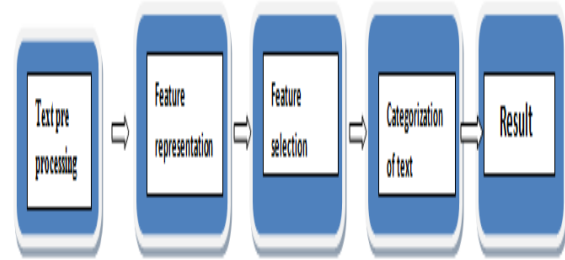 Text pre
processing
Feature
representation
Feature
selection
Categorization
of text
Result